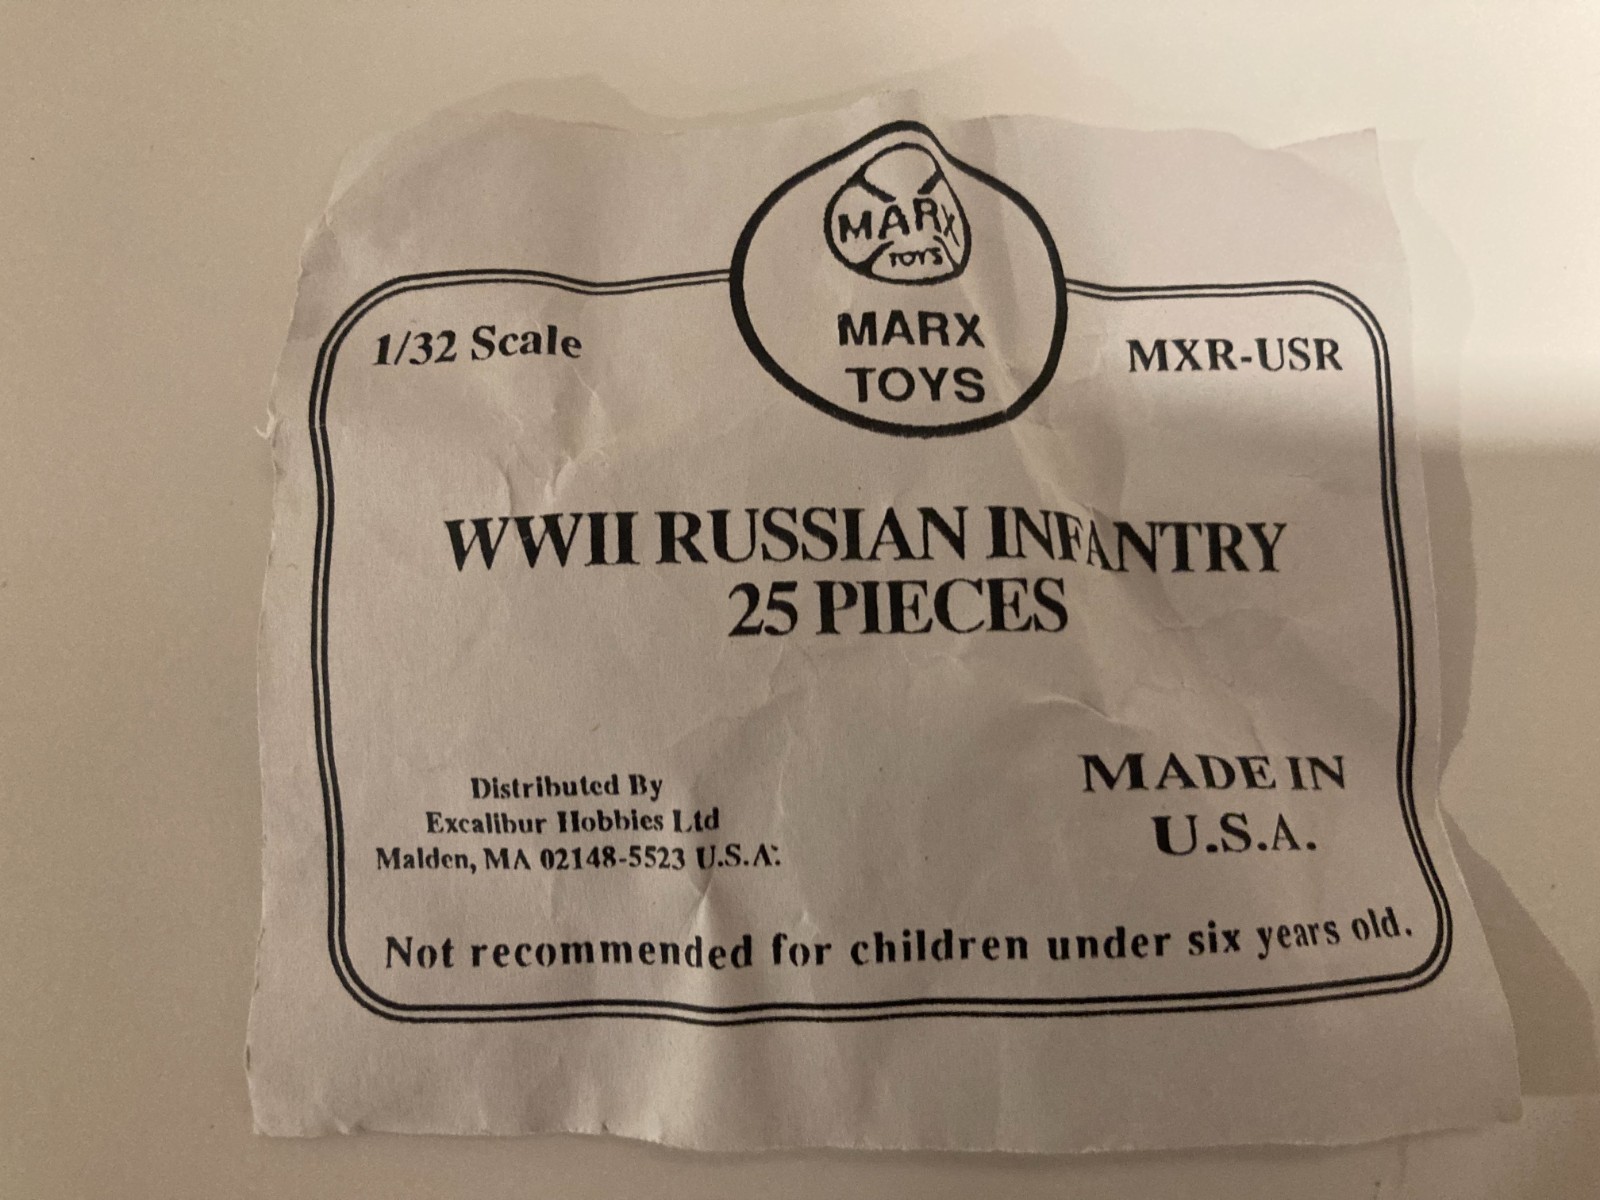 MARX
TOYS
MARX
TOYS
1/32 Scale
MXR-USR
WWII RUSSIAN INFANTRY
25 PIECES
Distributed By
Excalibur Hobbies Ltd
Malden, MA 02148-5523 U.S.A.
MADE IN
U.S.A.
Not recommended for children under six years old.